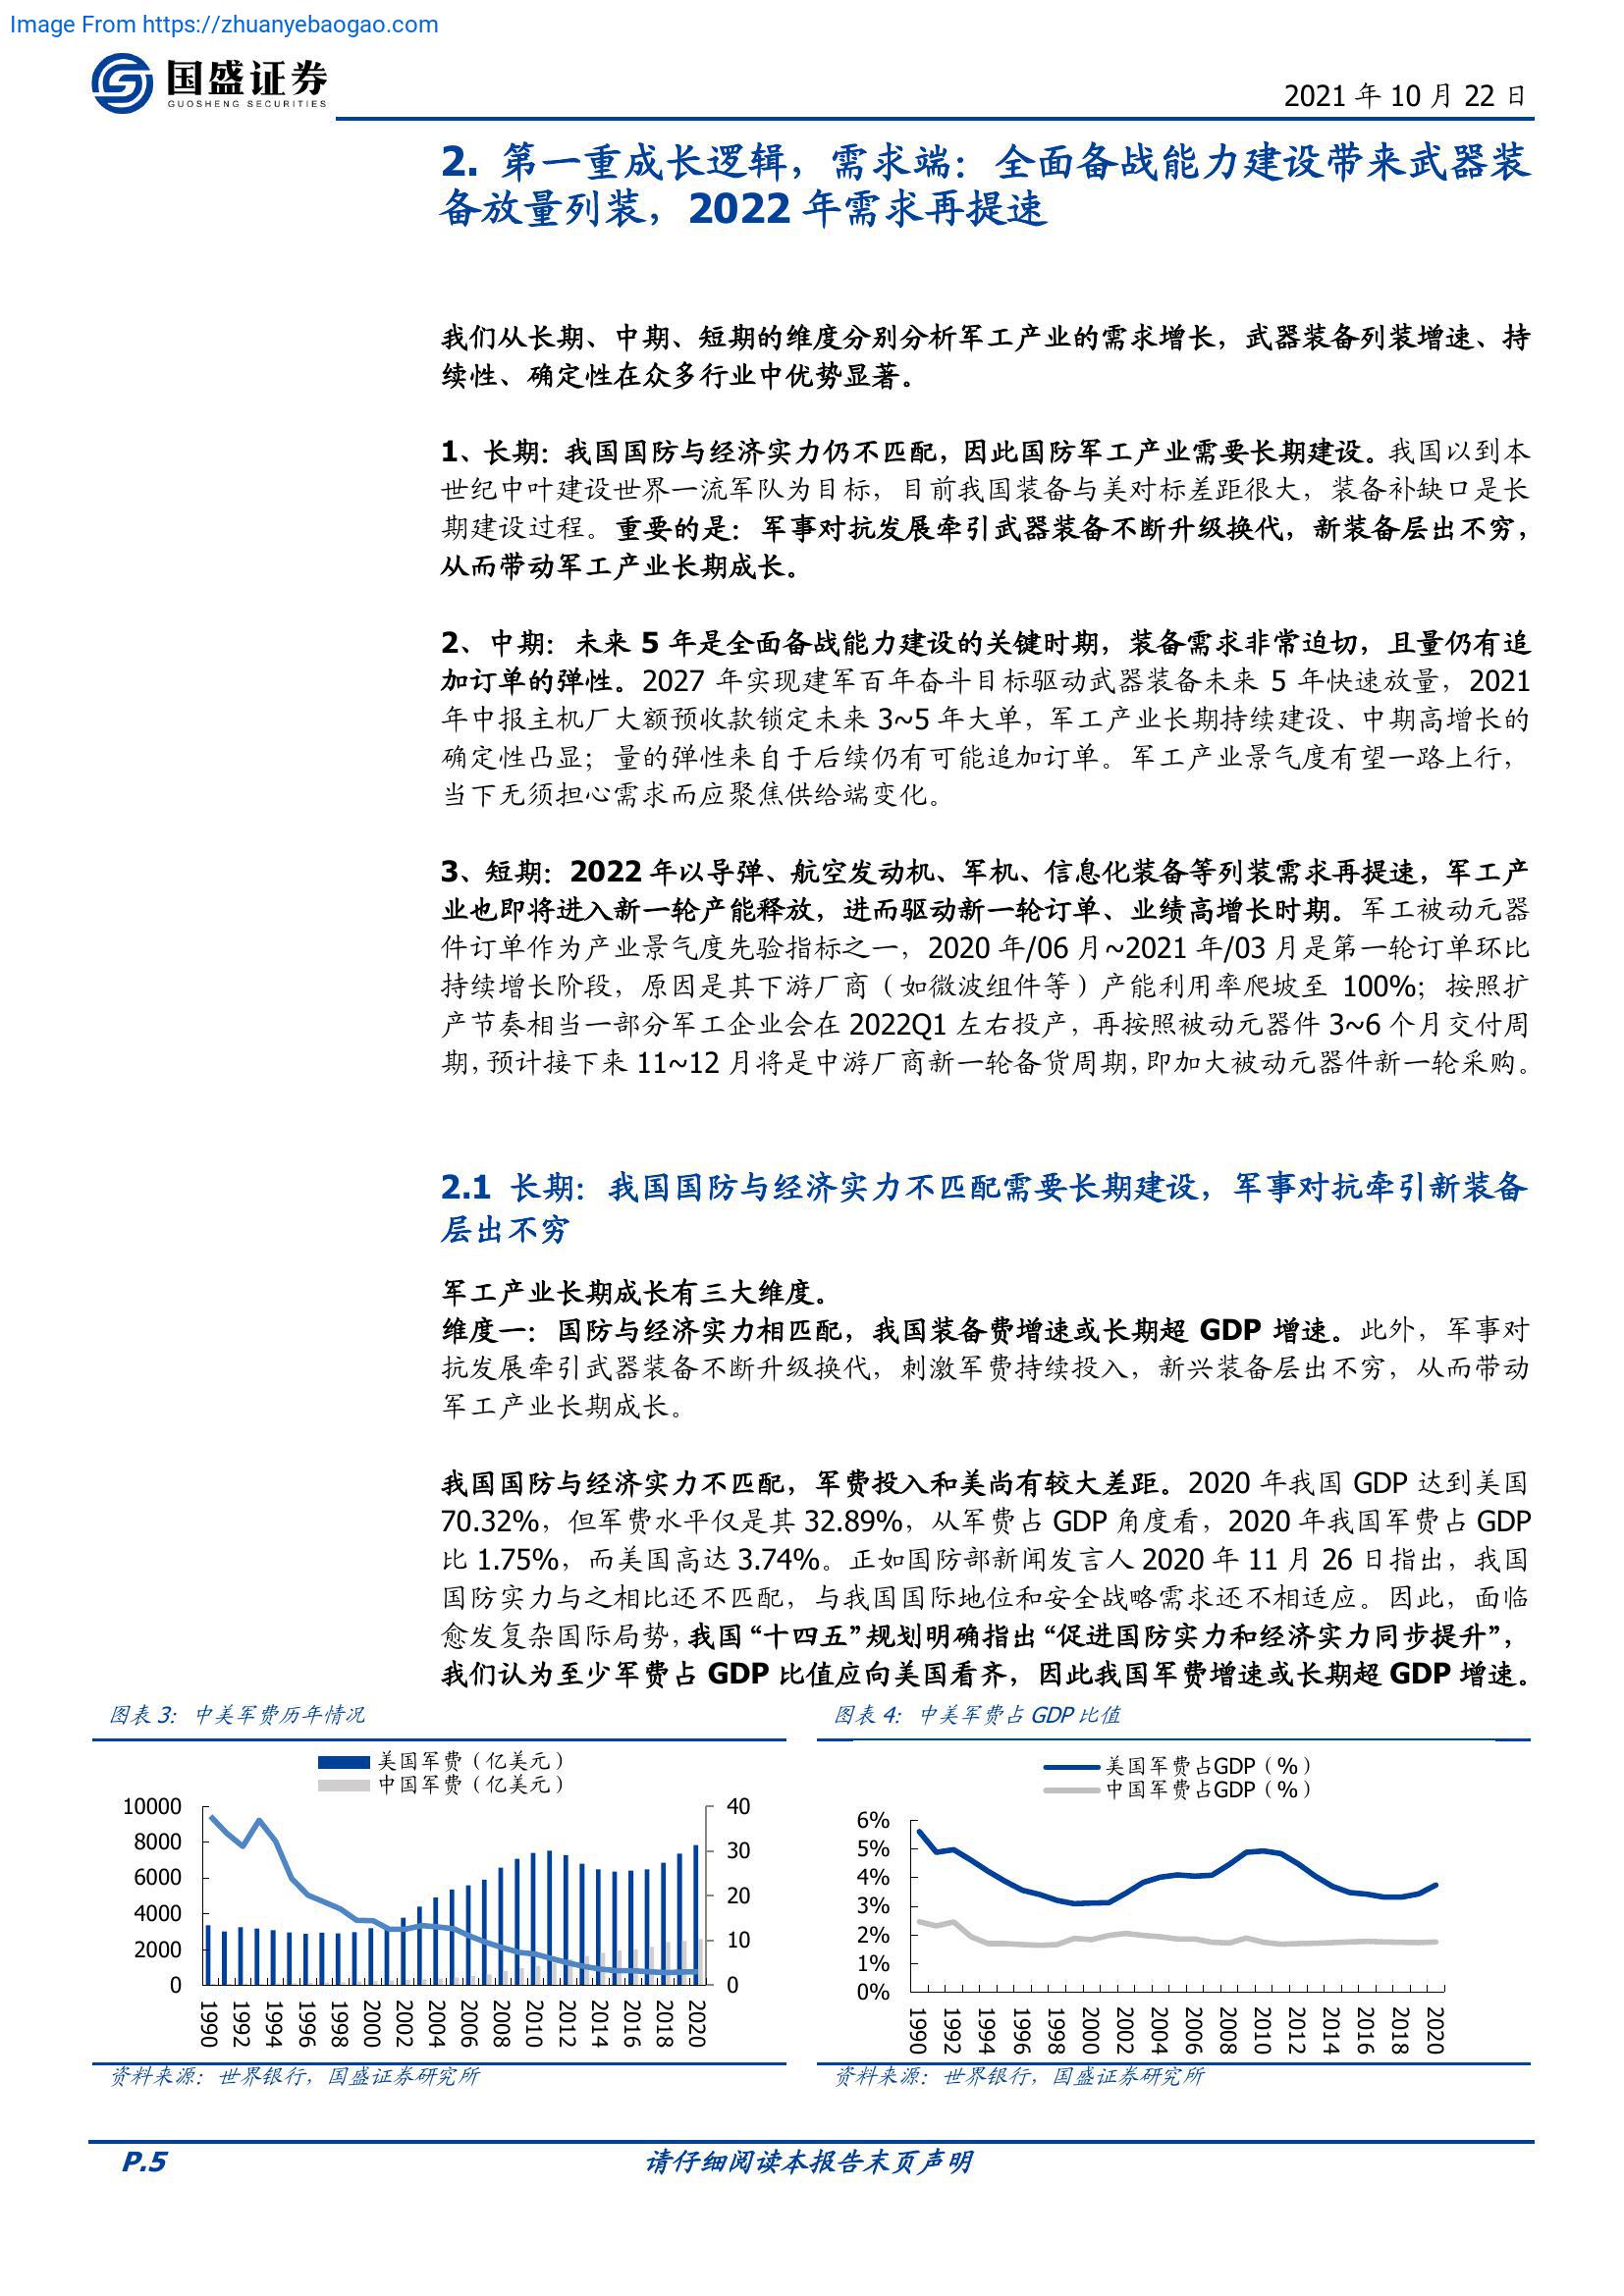 Image From https://zhuanyebaogao.com
国盛证券
GUOSHENG SECURITIES
2021 年 10 月 22 日
2. 第一重成长逻辑，需求端：全面备战能力建设带来武器装
备放量列装，2022 年需求再提速
我们从长期、中期、短期的维度分别分析军工产业的需求增长，武器装备列装增速、持
续性、确定性在众多行业中优势显著。
1、长期：我国国防与经济实力仍不匹配，因此国防军工产业需要长期建设。我国以到本
世纪中叶建设世界一流军队为目标，目前我国装备与美对标差距很大，装备补缺口是长
期建设过程。重要的是：军事对抗发展牵引武器装备不断升级换代，新装备层出不穷，
从而带动军工产业长期成长。
2、中期：未来 5 年是全面备战能力建设的关键时期，装备需求非常迫切，且量仍有追
加订单的弹性。2027 年实现建军百年奋斗目标驱动武器装备未来 5 年快速放量，2021
年中报主机厂大额预收款锁定未来 3~5 年大单，军工产业长期持续建设、中期高增长的
确定性凸显；量的弹性来自于后续仍有可能追加订单。军工产业景气度有望一路上行，
当下无须担心需求而应聚焦供给端变化。
3、短期：2022 年以导弹、航空发动机、军机、信息化装备等列装需求再提速，军工产
业也即将进入新一轮产能释放，进而驱动新一轮订单、业绩高增长时期。军工被动元器
件订单作为产业景气度先验指标之一，2020 年/06 月~2021 年/03 月是第一轮订单环比
持续增长阶段，原因是其下游厂商（如微波组件等）产能利用率爬坡至 100%；按照扩
产节奏相当一部分军工企业会在 2022Q1 左右投产，再按照被动元器件 3~6 个月交付周
期，预计接下来 11~12 月将是中游厂商新一轮备货周期，即加大被动元器件新一轮采购。
2.1 长期：我国国防与经济实力不匹配需要长期建设，军事对抗牵引新装备
层出不穷
军工产业长期成长有三大维度。
维度一：国防与经济实力相匹配，我国装备费增速或长期超 GDP 增速。此外，军事对
抗发展牵引武器装备不断升级换代，刺激军费持续投入，新兴装备层出不穷，从而带动
军工产业长期成长。
我国国防与经济实力不匹配，军费投入和美尚有较大差距。2020 年我国 GDP 达到美国
70.32%，但军费水平仅是其 32.89%，从军费占 GDP 角度看，2020 年我国军费占 GDP
比 1.75%，而美国高达 3.74%。正如国防部新闻发言人 2020 年 11 月 26 日指出，我国
国防实力与之相比还不匹配，与我国国际地位和安全战略需求还不相适应。因此，面临
愈发复杂国际局势，我国“十四五”规划明确指出“促进国防实力和经济实力同步提升”，
我们认为至少军费占 GDP 比值应向美国看齐，因此我国军费增速或长期超 GDP 增速。
图表 3：中美军费历年情况
美国军费（亿美元）
中国军费（亿美元）
10000
8000
6000
4000
2000
0
40
30
20
10
0
1990 1992 1994 1996 1998 2000 2002 2004 2006 2008 2010 2012 2014 2016 2018 2020
资料来源：世界银行，国盛证券研究所
图表 4：中美军费占 GDP 比值
美国军费占GDP（%）
中国军费占GDP（%）
6%
5%
4%
3%
2%
1%
0%
1990 1992 1994 1996 1998 2000 2002 2004 2006 2008 2010 2012 2014 2016 2018 2020
资料来源：世界银行，国盛证券研究所
P.5
请仔细阅读本报告末页声明